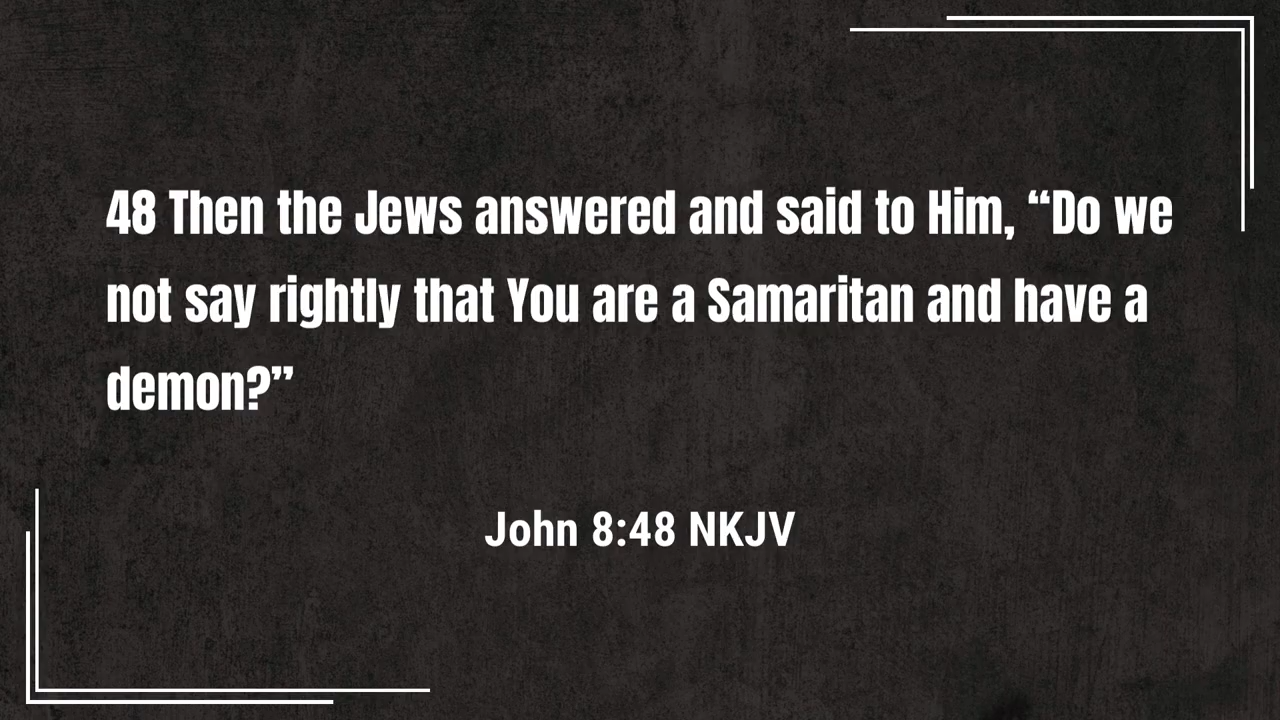 48 Then the Jews answered and said to Him, “Do we
not say rightly that You are a Samaritan and have a
demon?”
John 8:48 NKJV